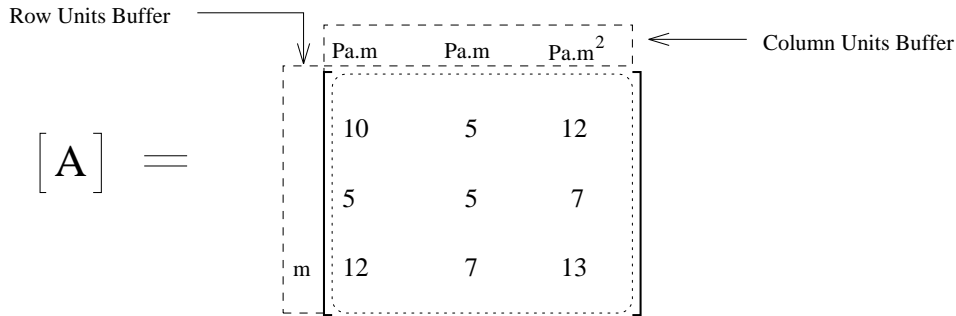 Row Units Buffer
Column Units Buffer
Pa.m Pa.m Pa.m²
10 5 12
[A] =
5 5 7
m 12 7 13